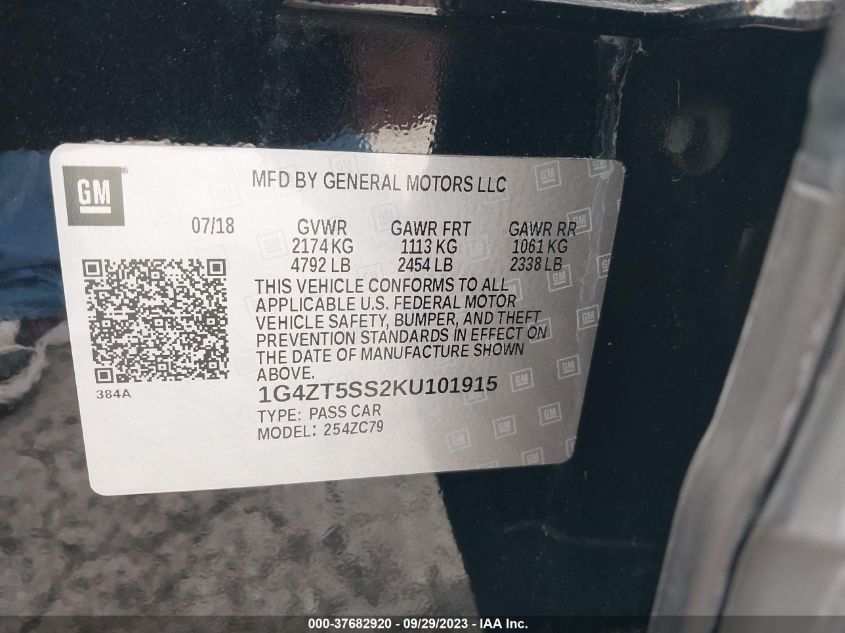 GM
MFD BY GENERAL MOTORS LLC
07/18 GVWR GAWR FRT GAWR RR
2174 KG 1113 KG 1061 KG
4792 LB 2454 LB 2338 LB
THIS VEHICLE CONFORMS TO ALL
APPLICABLE U.S. FEDERAL MOTOR
VEHICLE SAFETY, BUMPER, AND THEFT
PREVENTION STANDARDS IN EFFECT ON
THE DATE OF MANUFACTURE SHOWN
ABOVE.
384A
1G4ZT5SS2KU101915
TYPE: PASS CAR
MODEL: 254ZC79
000-37682920 - 09/29/2023 - IAA Inc.